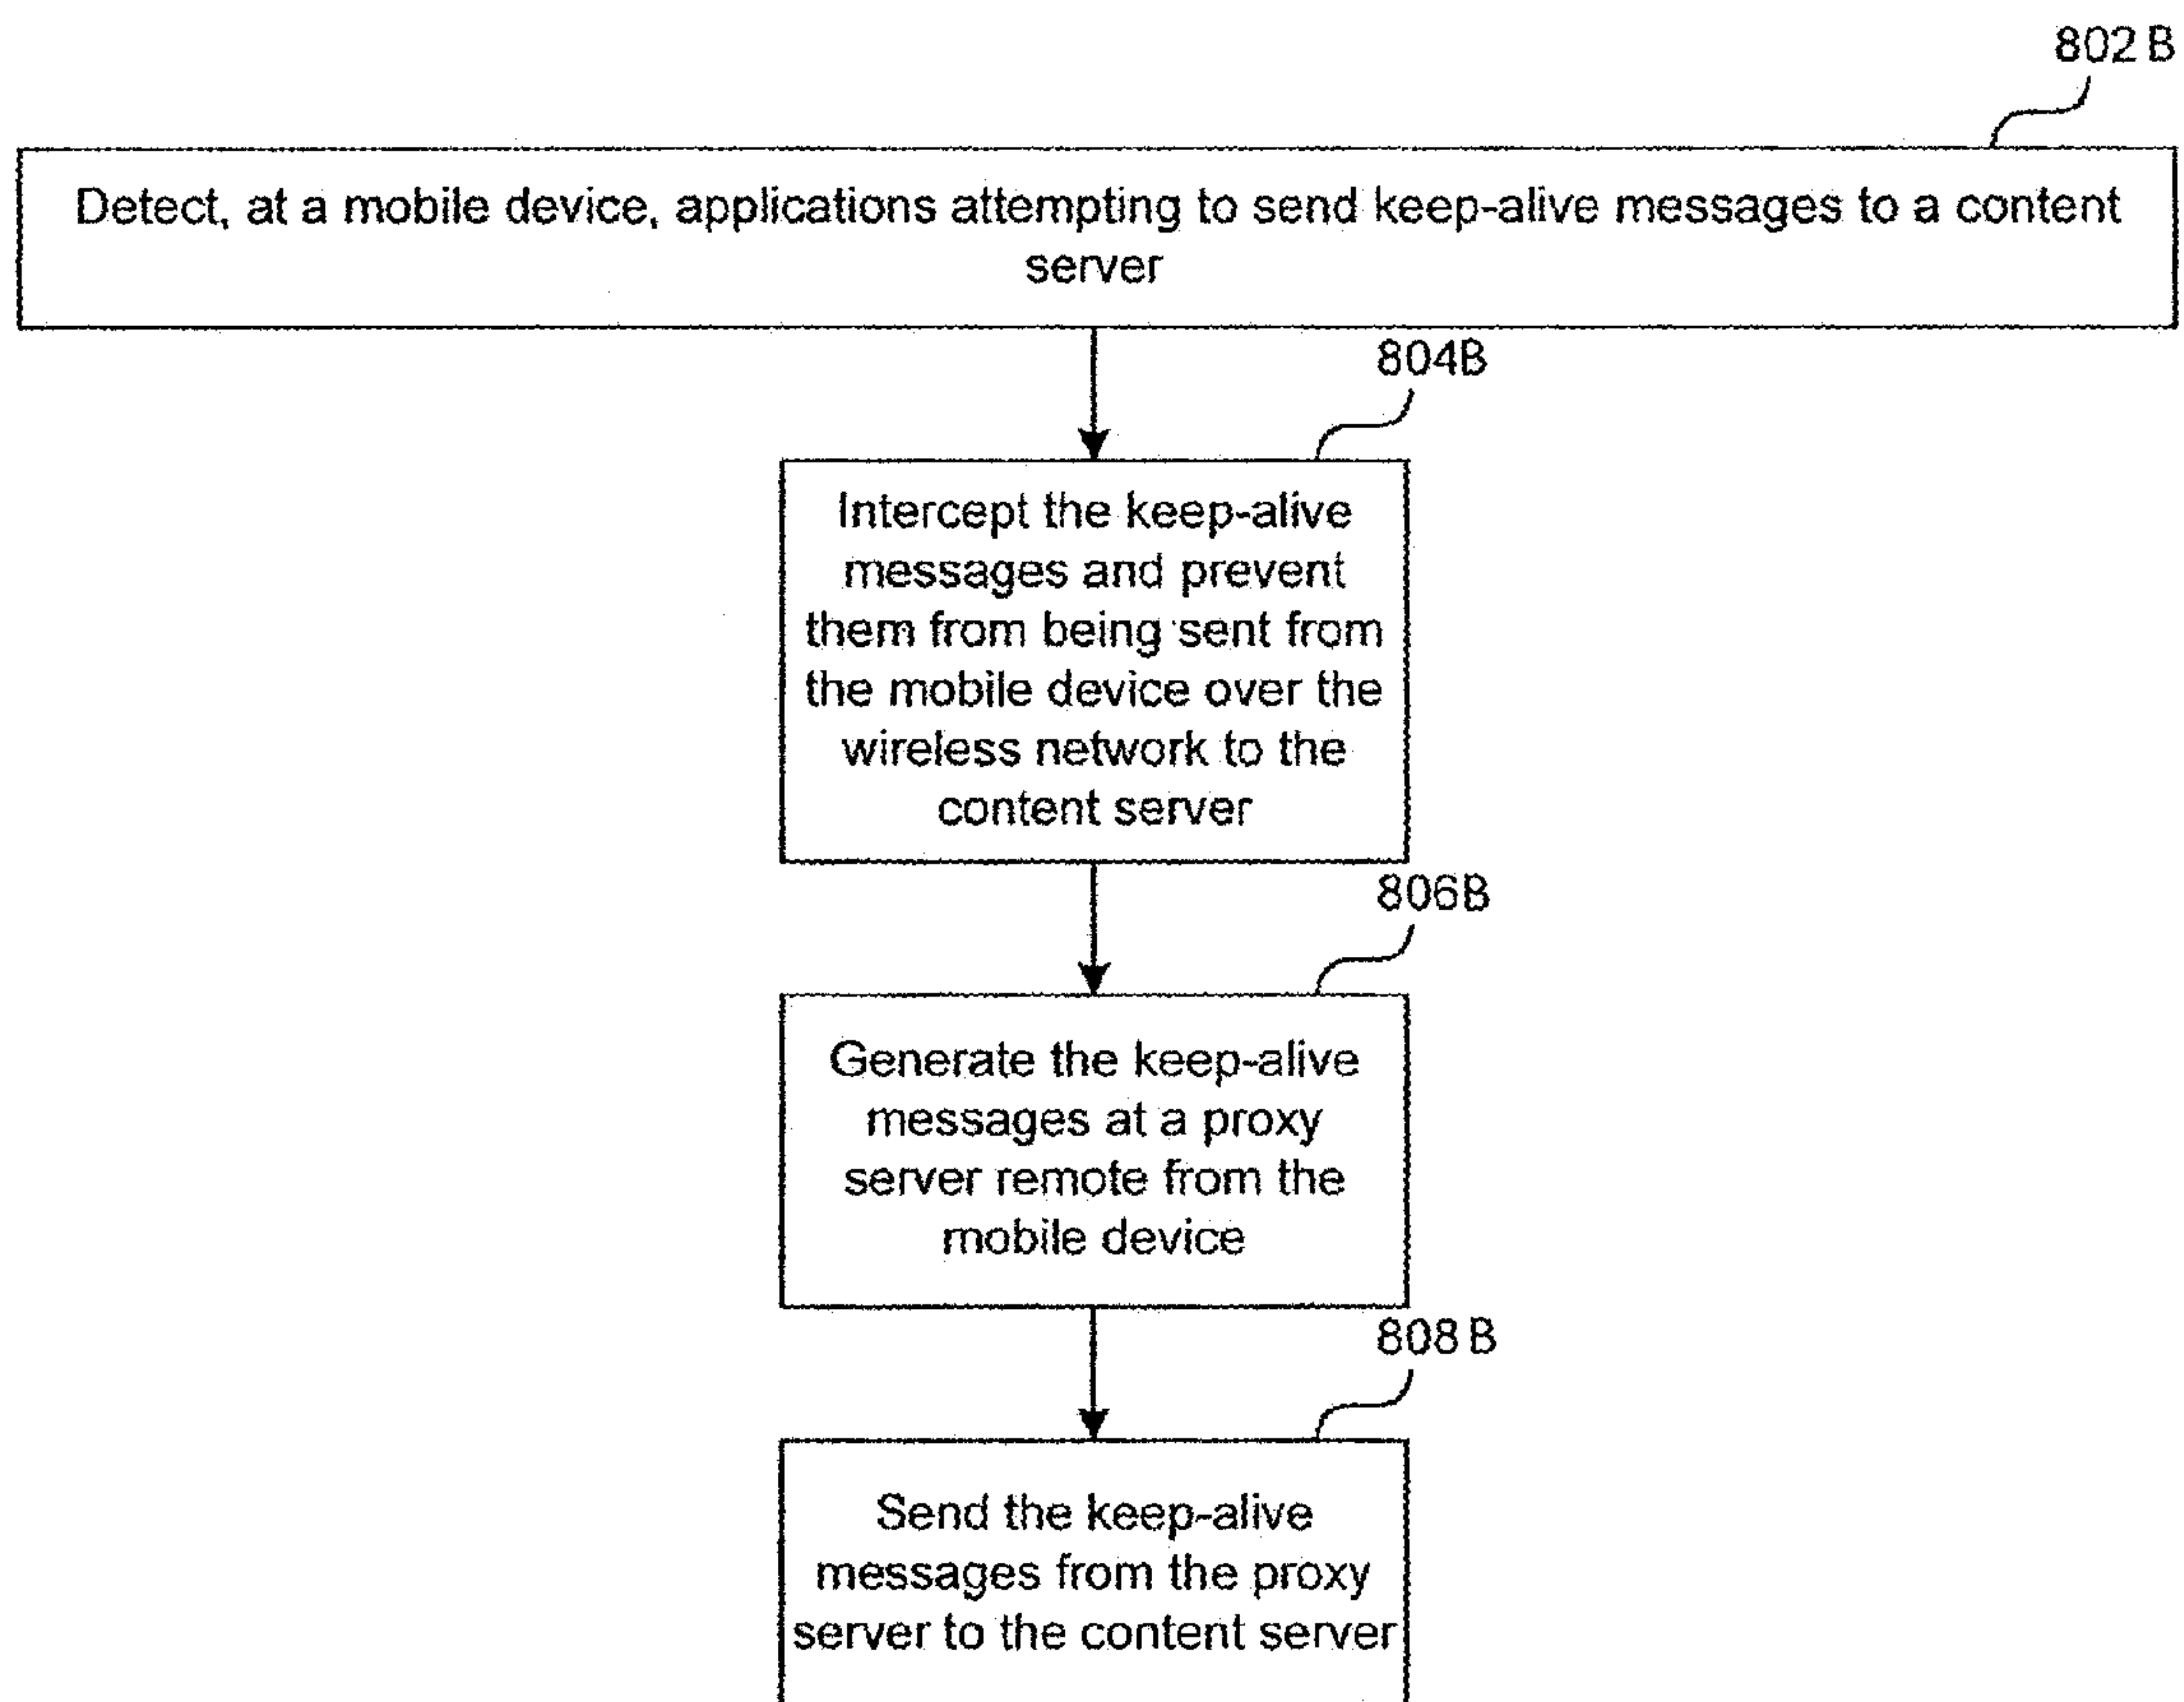 802 B
Detect, at a mobile device, applications attempting to send keep-alive messages to a content
server
804B
Intercept the keep-alive
messages and prevent
them from being sent from
the mobile device over the
wireless network to the
content server
806B
Generate the keep-alive
messages at a proxy
server remote from the
mobile device
808 B
Send the keep-alive
messages from the proxy
server to the content server